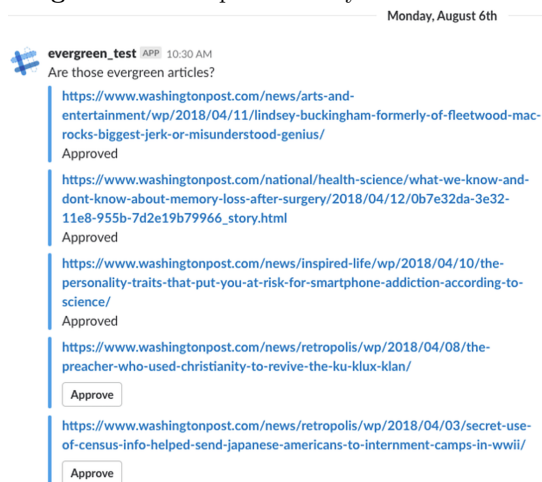 Monday, August 6th
evergreen_test APP 10:30 AM
Are those evergreen articles?
https://www.washingtonpost.com/news/arts-and-
entertainment/wp/2018/04/11/lindsey-buckingham-formerly-of-fleetwood-mac-
rocks-biggest-jerk-or-misunderstood-genius/
Approved
https://www.washingtonpost.com/national/health-science/what-we-know-and-
dont-know-about-memory-loss-after-surgery/2018/04/12/0b7e32da-3e32-
11e8-955b-7d2e19b79966_story.html
Approved
https://www.washingtonpost.com/news/inspired-life/wp/2018/04/10/the-
personality-traits-that-put-you-at-risk-for-smartphone-addiction-according-to-
science/
Approved
https://www.washingtonpost.com/news/retropolis/wp/2018/04/08/the-
preacher-who-used-christianity-to-revive-the-ku-klux-klan/
Approve
https://www.washingtonpost.com/news/retropolis/wp/2018/04/03/secret-use-
of-census-info-helped-send-japanese-americans-to-internment-camps-in-wwii/
Approve